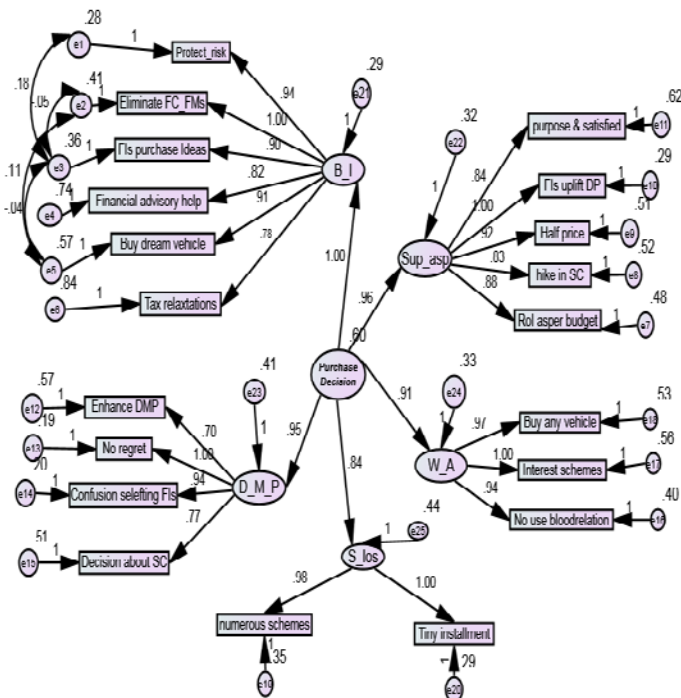 .28
e1
1
Protect_risk
.18
-.05
.41
e2
1
Eliminate FC_FMs
.36
e3
1
FIs purchase Ideas
.11
-.04
.74
e4
1
Financial advisory help
.57
e5
1
Buy dream vehicle
.84
e6
1
Tax relaxtations
.94
1.00
.90
.82
.91
.78
.29
e21
1
B_I
1.00
.32
e22
1
Sup_asp
.96
.84
1.00
.92
.88
purpose & satisfied
1
.62
e11
FIs uplift DP
1
.29
e10
Half price
1
.51
e9
hike in SC
1
.52
e8
RoI asper budget
1
.48
e7
.60
Purchase
Decision
.57
e12
1
Enhance DMP
.19
e13
1
No regret
e14
1
Confusion selefting FIs
.51
e15
1
Decision about SC
.70
1.00
.94
.77
.41
e23
1
D_M_P
.95
.91
.33
e24
1
W_A
.97
1.00
.94
Buy any vehicle
1
.53
e18
Interest schemes
1
.56
e17
No use bloodrelation
1
.40
e16
.84
.44
e25
1
S_los
.98
1.00
numerous schemes
1
.35
e19
Tiny installment
1
.29
e20